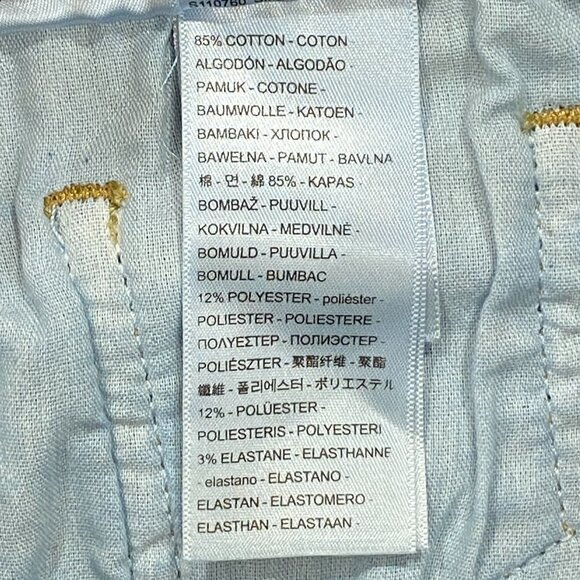 85% COTTON - COTON -
ALGODÓN - ALGODÃO -
PAMUK - COTONE -
BAUMWOLLE - KATOEN -
BAMBAKI - ХЛОПОК -
BAWEŁNA - PAMUT - BAVLNA
棉 - 면 - 綿 85% - KAPAS -
BOMBAŽ - PUUVILL -
KOKVILNA - MEDVILNĖ -
BOMULD - PUUVILLA -
BOMULL - BUMBAC
12% POLYESTER - poliéster -
POLIESTER - POLIESTERE -
ΠΟΛΥΕΣΤΕΡ - ПОЛИЭСТЕР -
POLIÉSZTER - 聚酯纤维 - 聚酯
纖維 - 폴리에스터 - ポリエステル
12% - POLÜESTER -
POLIESTERIS - POLYESTERI
3% ELASTANE - ELASTHANNE
- elastano - ELASTANO -
ELASTAN - ELASTOMERO -
ELASTHAN - ELASTAAN -